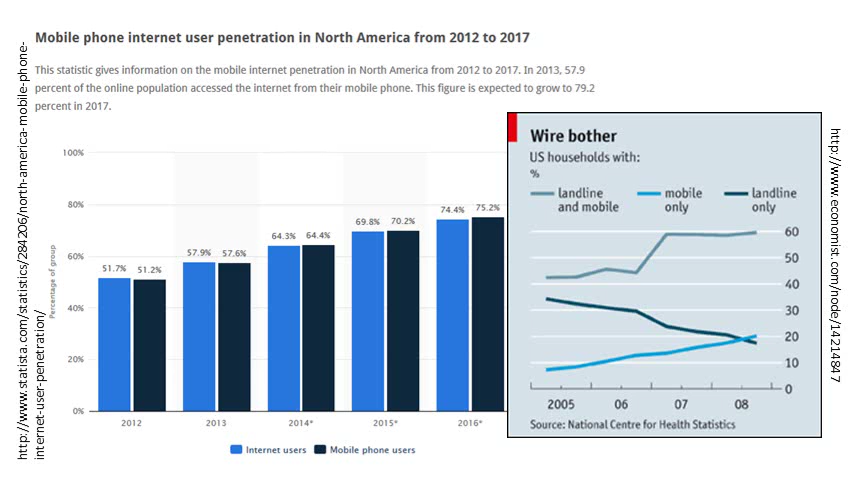 http://www.statista.com/statistics/284206/north-america-mobile-phone-
internet-user-penetration/
Mobile phone internet user penetration in North America from 2012 to 2017
This statistic gives information on the mobile internet penetration in North America from 2012 to 2017. In 2013, 57.9
percent of the online population accessed the internet from their mobile phone. This figure is expected to grow to 79.2
percent in 2017.
Percentage of group
100%
80%
60%
40%
20%
0%
51.7% 51.2%
57.9% 57.6%
64.3% 64.4%
69.8% 70.2%
74.4% 75.2%
2012 2013 2014* 2015* 2016*
Internet users Mobile phone users
Wire bother
US households with:
%
landline and mobile
mobile only
landline only
60
50
40
30
20
10
0
2005 06 07 08
Source: National Centre for Health Statistics
http://www.economist.com/node/14214847